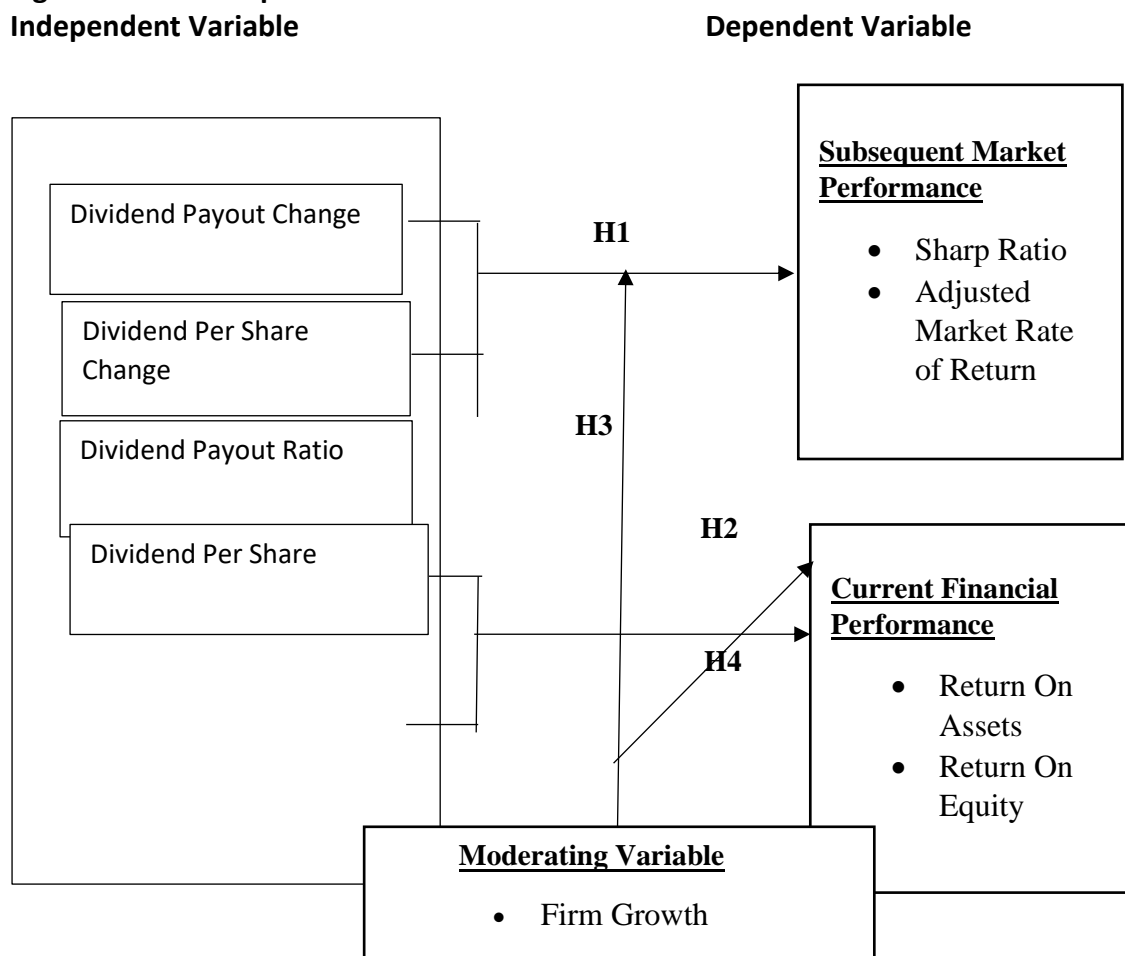 Independent Variable
Dependent Variable
Subsequent Market
Performance
• Sharp Ratio
• Adjusted
Market Rate
of Return
Dividend Payout Change
H1
Dividend Per Share
Change
H3
Dividend Payout Ratio
H2
Dividend Per Share
Current Financial
Performance
H4
• Return On
Assets
• Return On
Equity
Moderating Variable
• Firm Growth